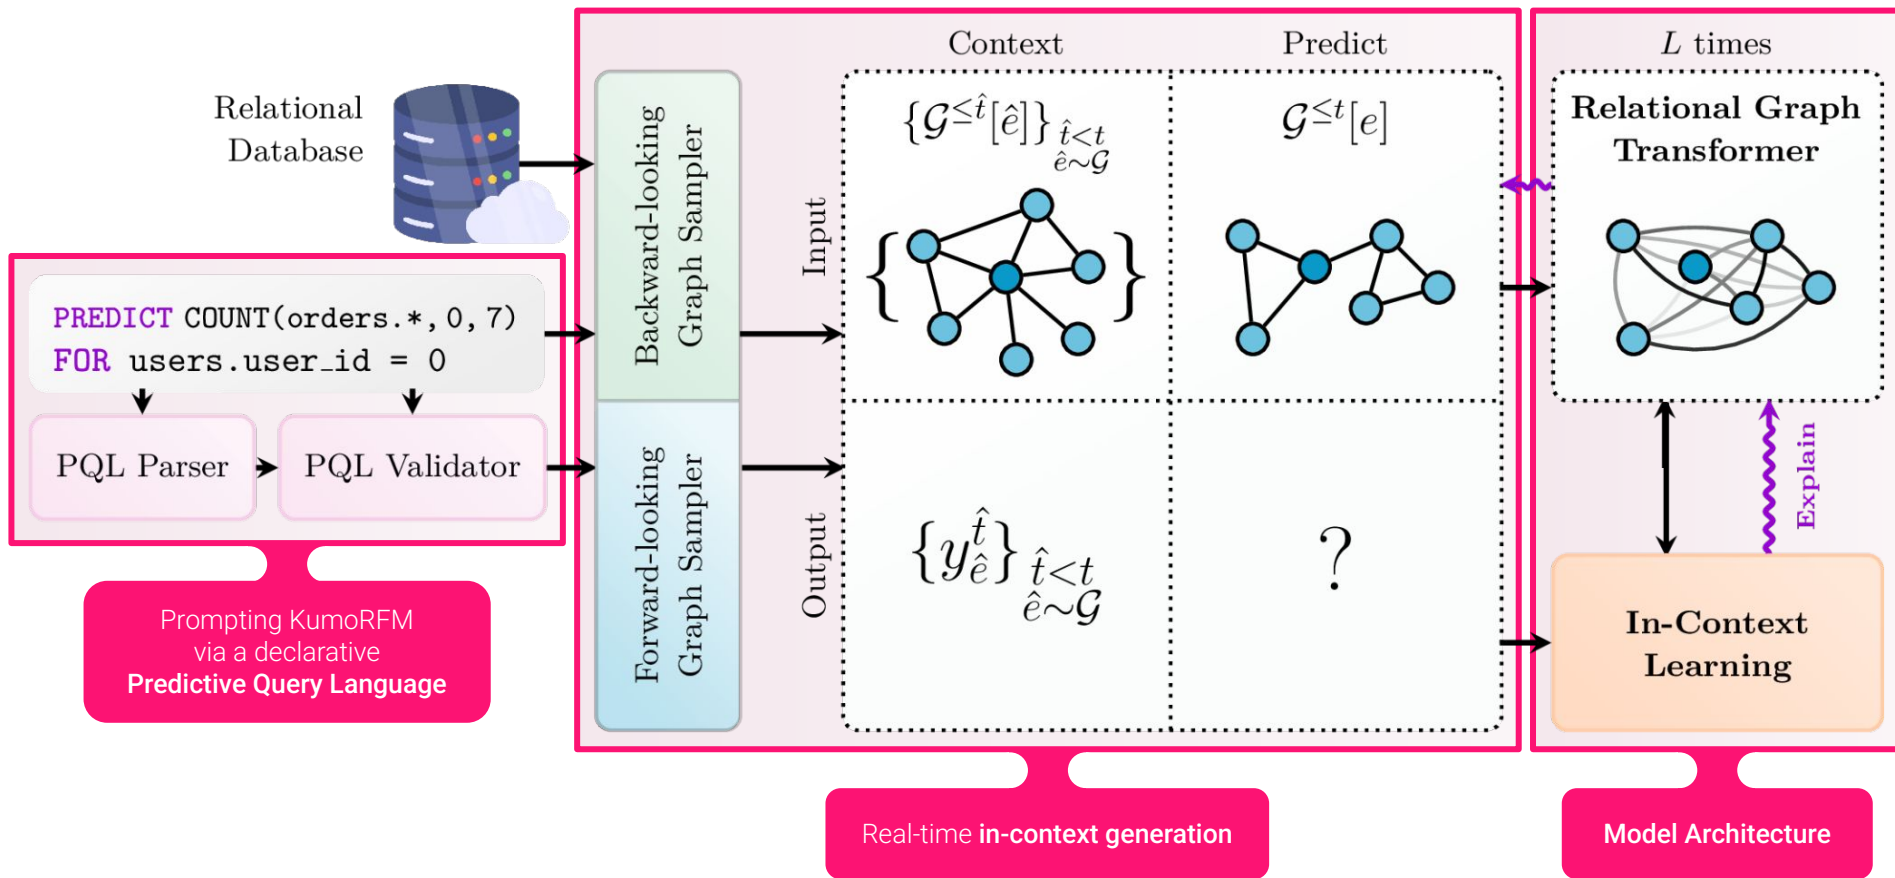 Relational
Database
PREDICT COUNT(orders.*, 0, 7)
FOR users.user_id = 0
PQL Parser
PQL Validator
Prompting KumoRFM
via a declarative
Predictive Query Language
Backward-looking
Graph Sampler
Forward-looking
Graph Sampler
Context
Predict
Input
Output
{𝒢^{≤t̂}[ê]}_{t̂<t, ê∼𝒢}
𝒢^{≤t}[e]
{ }
{y_ê^t̂}_{t̂<t, ê∼𝒢}
?
Real-time in-context generation
L times
Relational Graph
Transformer
Explain
In-Context
Learning
Model Architecture